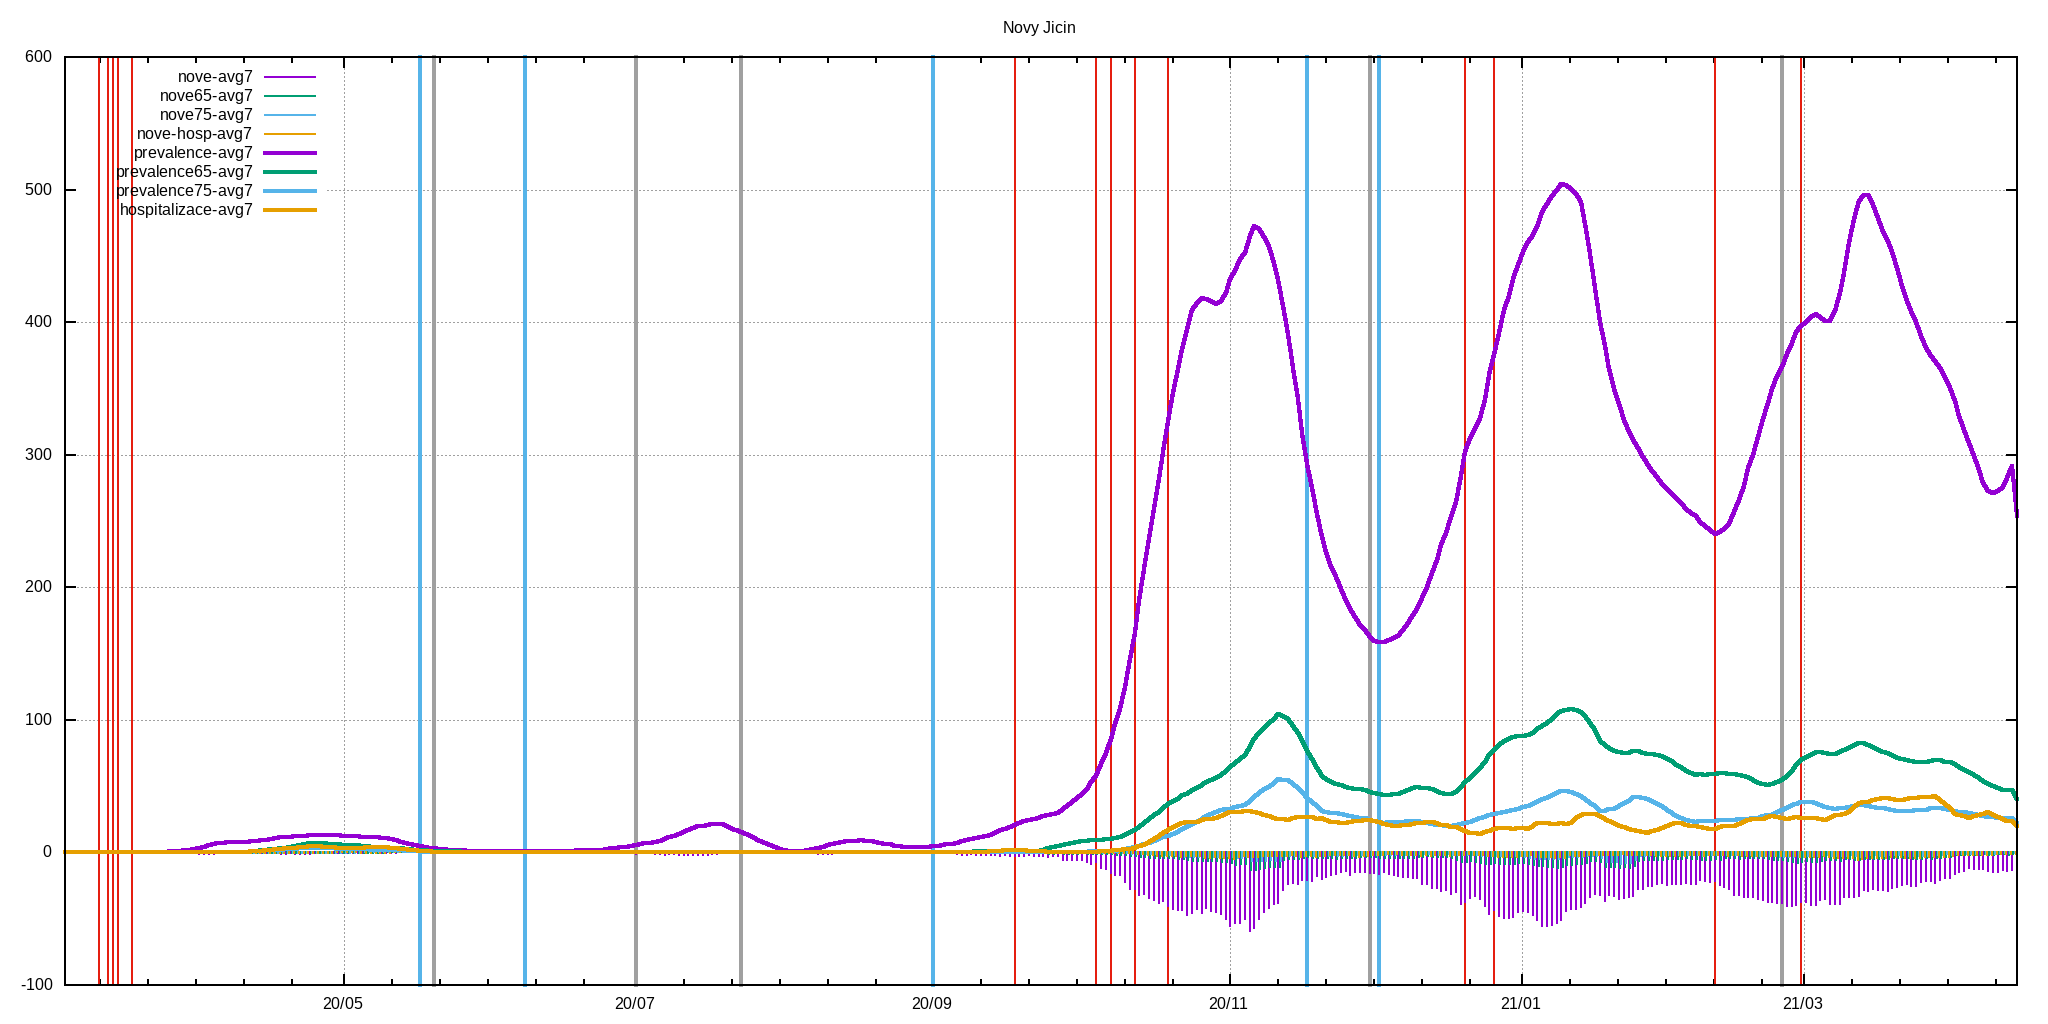 Novy Jicin
600
500
400
300
200
100
0
-100
nove-avg7
nove65-avg7
nove75-avg7
nove-hosp-avg7
prevalence-avg7
prevalence65-avg7
prevalence75-avg7
hospitalizace-avg7
20/05
20/07
20/09
20/11
21/01
21/03